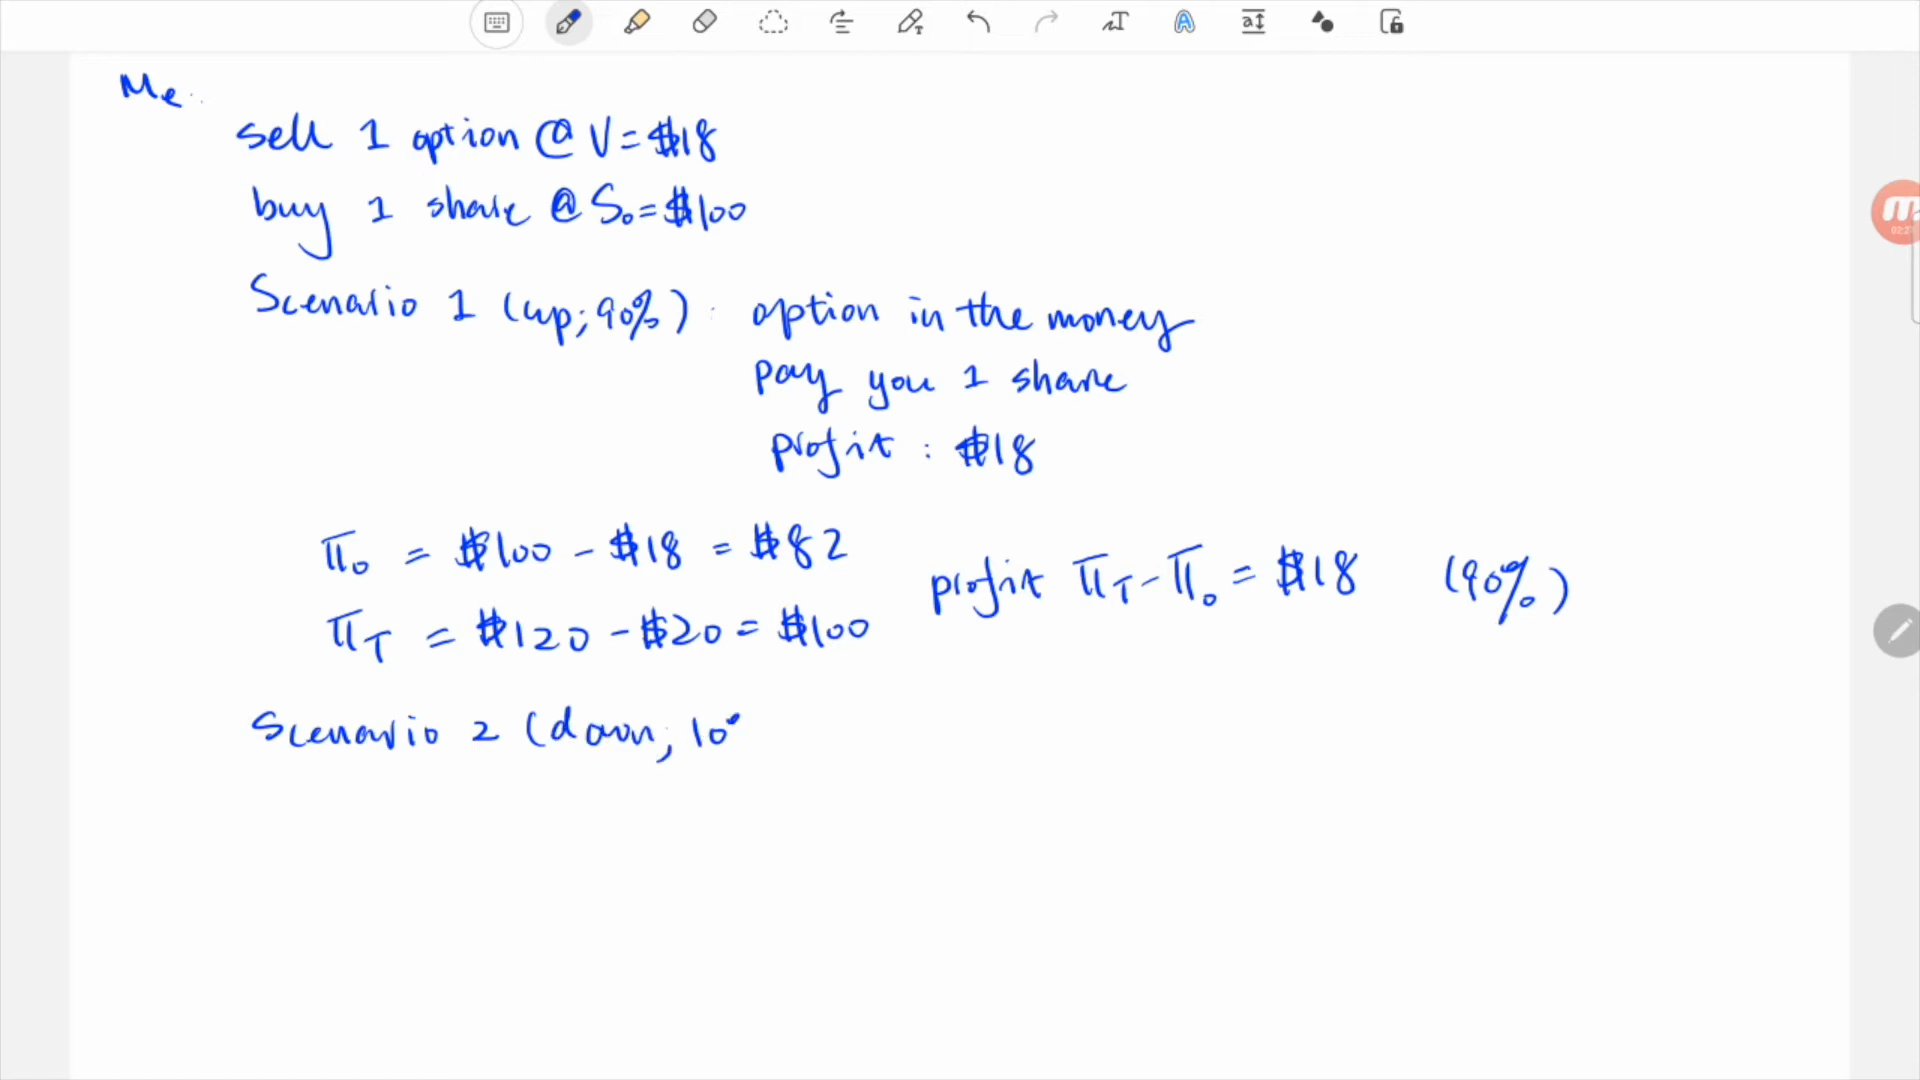 Me:
sell 1 option @ V = $18
buy 1 share @ S₀ = $100
Scenario 1 (up; 90%) : option in the money
pay you 1 share
profit : $18
π₀ = $100 - $18 = $82
profit π_T - π₀ = $18 (90%)
π_T = $120 - $20 = $100
Scenario 2 (down; 10